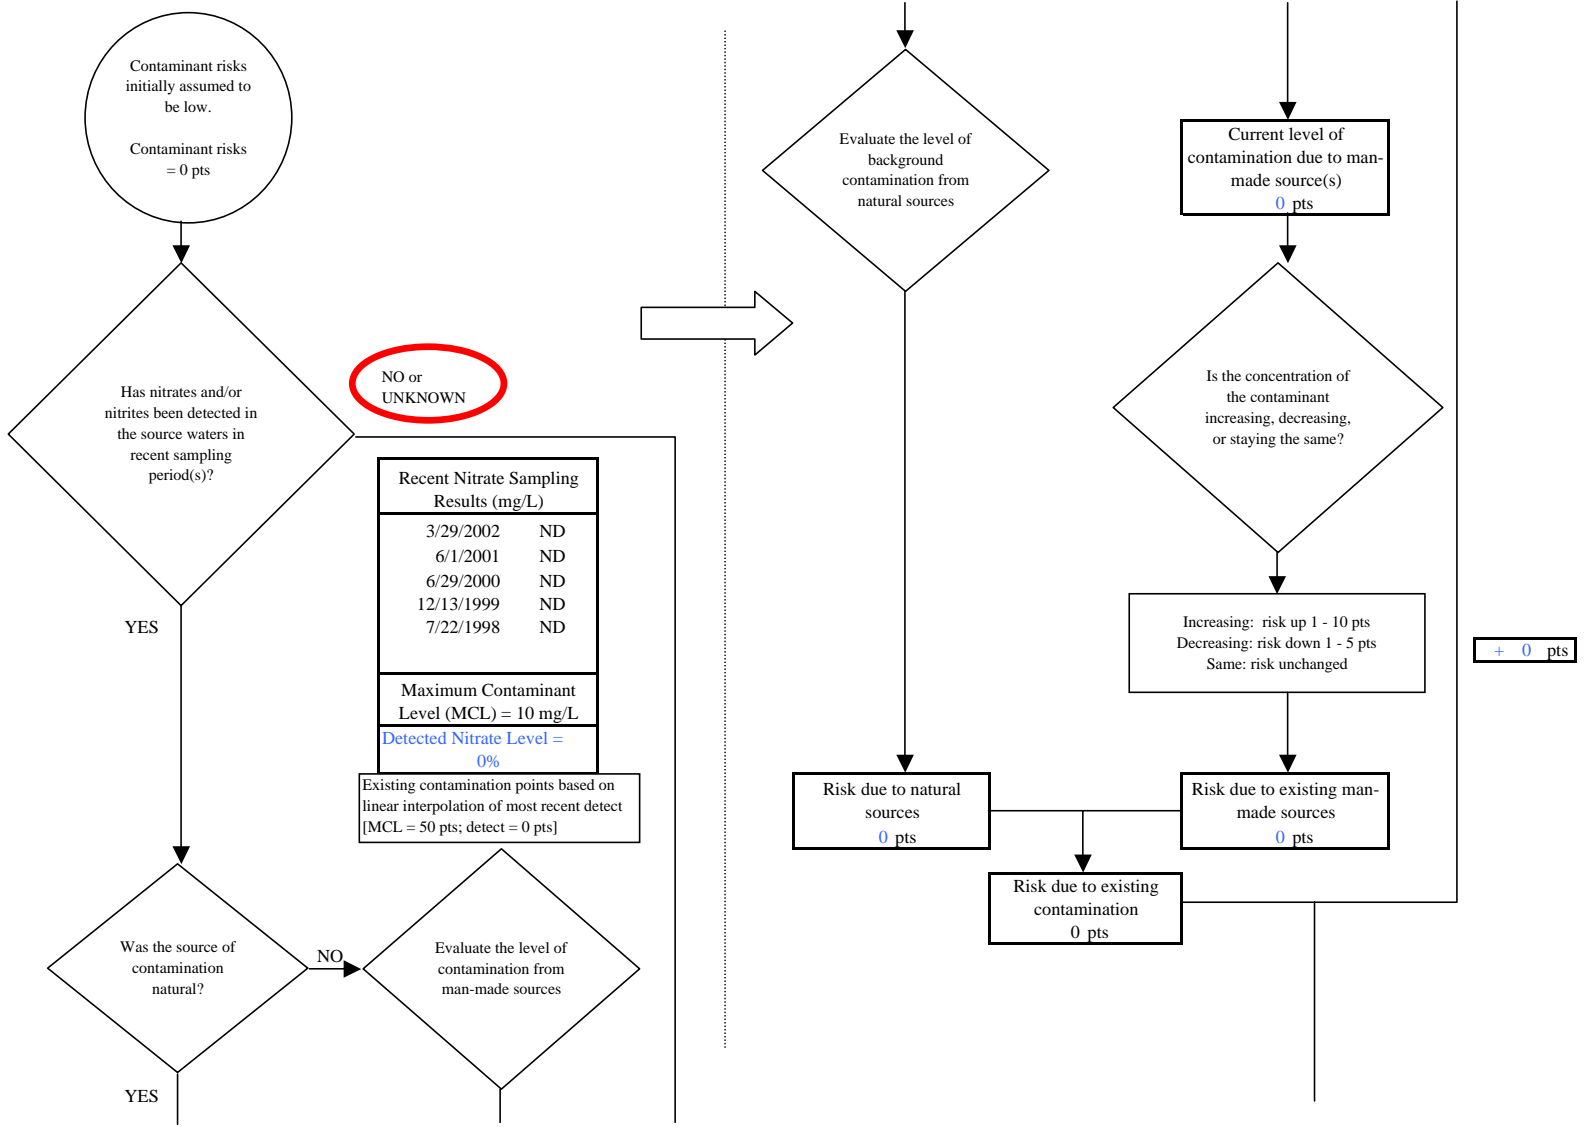 Contaminant risks
initially assumed to
be low.
Contaminant risks
= 0 pts
Has nitrates and/or
nitrites been detected in
the source waters in
recent sampling
period(s)?
NO or
UNKNOWN
YES
Recent Nitrate Sampling
Results (mg/L)
3/29/2002 ND
6/1/2001 ND
6/29/2000 ND
12/13/1999 ND
7/22/1998 ND
Maximum Contaminant
Level (MCL) = 10 mg/L
Detected Nitrate Level =
0%
Existing contamination points based on
linear interpolation of most recent detect
[MCL = 50 pts; detect = 0 pts]
Was the source of
contamination
natural?
NO
YES
Evaluate the level of
contamination from
man-made sources
Evaluate the level of
background
contamination from
natural sources
Current level of
contamination due to man-
made source(s)
0 pts
Is the concentration of
the contaminant
increasing, decreasing,
or staying the same?
Increasing: risk up 1 - 10 pts
Decreasing: risk down 1 - 5 pts
Same: risk unchanged
+ 0 pts
Risk due to natural
sources
0 pts
Risk due to existing man-
made sources
0 pts
Risk due to existing
contamination
0 pts